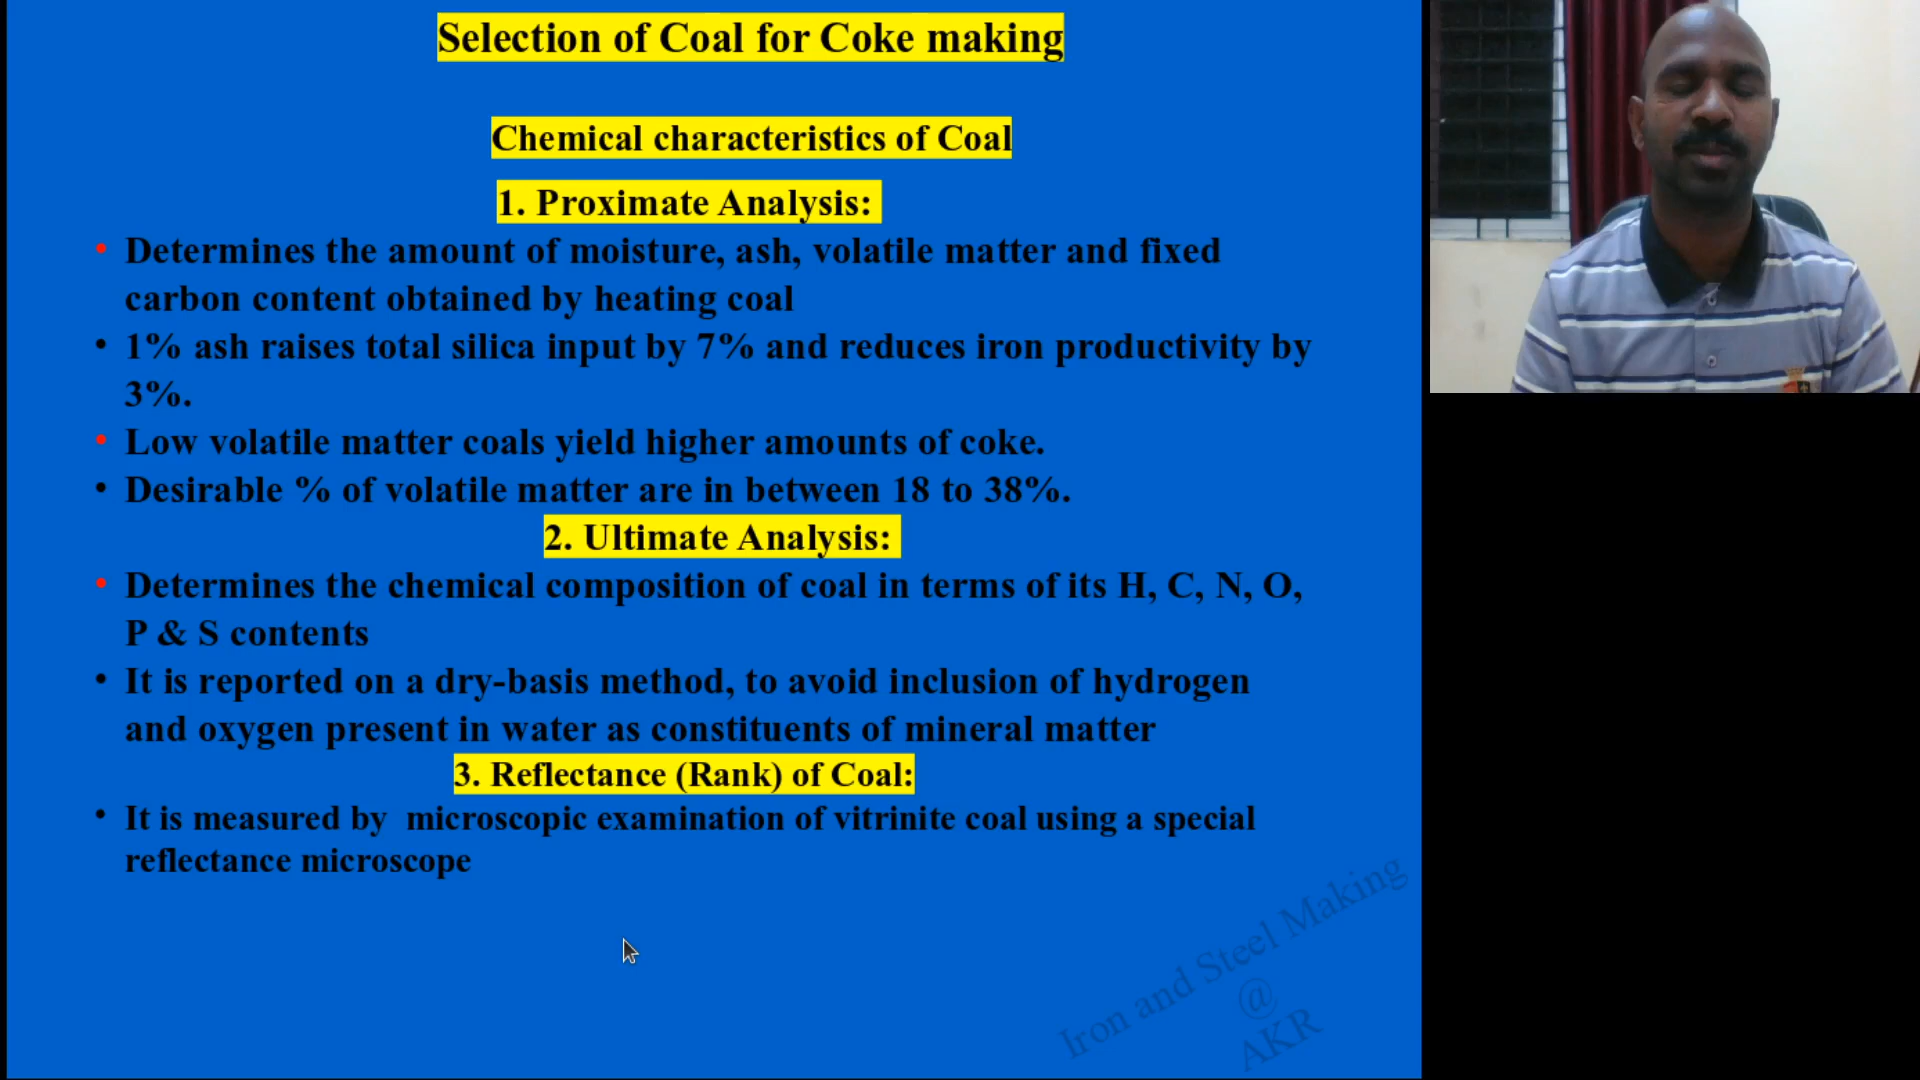 Selection of Coal for Coke making
Chemical characteristics of Coal
1. Proximate Analysis:
• Determines the amount of moisture, ash, volatile matter and fixed
carbon content obtained by heating coal
• 1% ash raises total silica input by 7% and reduces iron productivity by
3%.
• Low volatile matter coals yield higher amounts of coke.
• Desirable % of volatile matter are in between 18 to 38%.
2. Ultimate Analysis:
• Determines the chemical composition of coal in terms of its H, C, N, O,
P & S contents
• It is reported on a dry-basis method, to avoid inclusion of hydrogen
and oxygen present in water as constituents of mineral matter
3. Reflectance (Rank) of Coal:
• It is measured by microscopic examination of vitrinite coal using a special
reflectance microscope
Iron and Steel Making
@
AKR